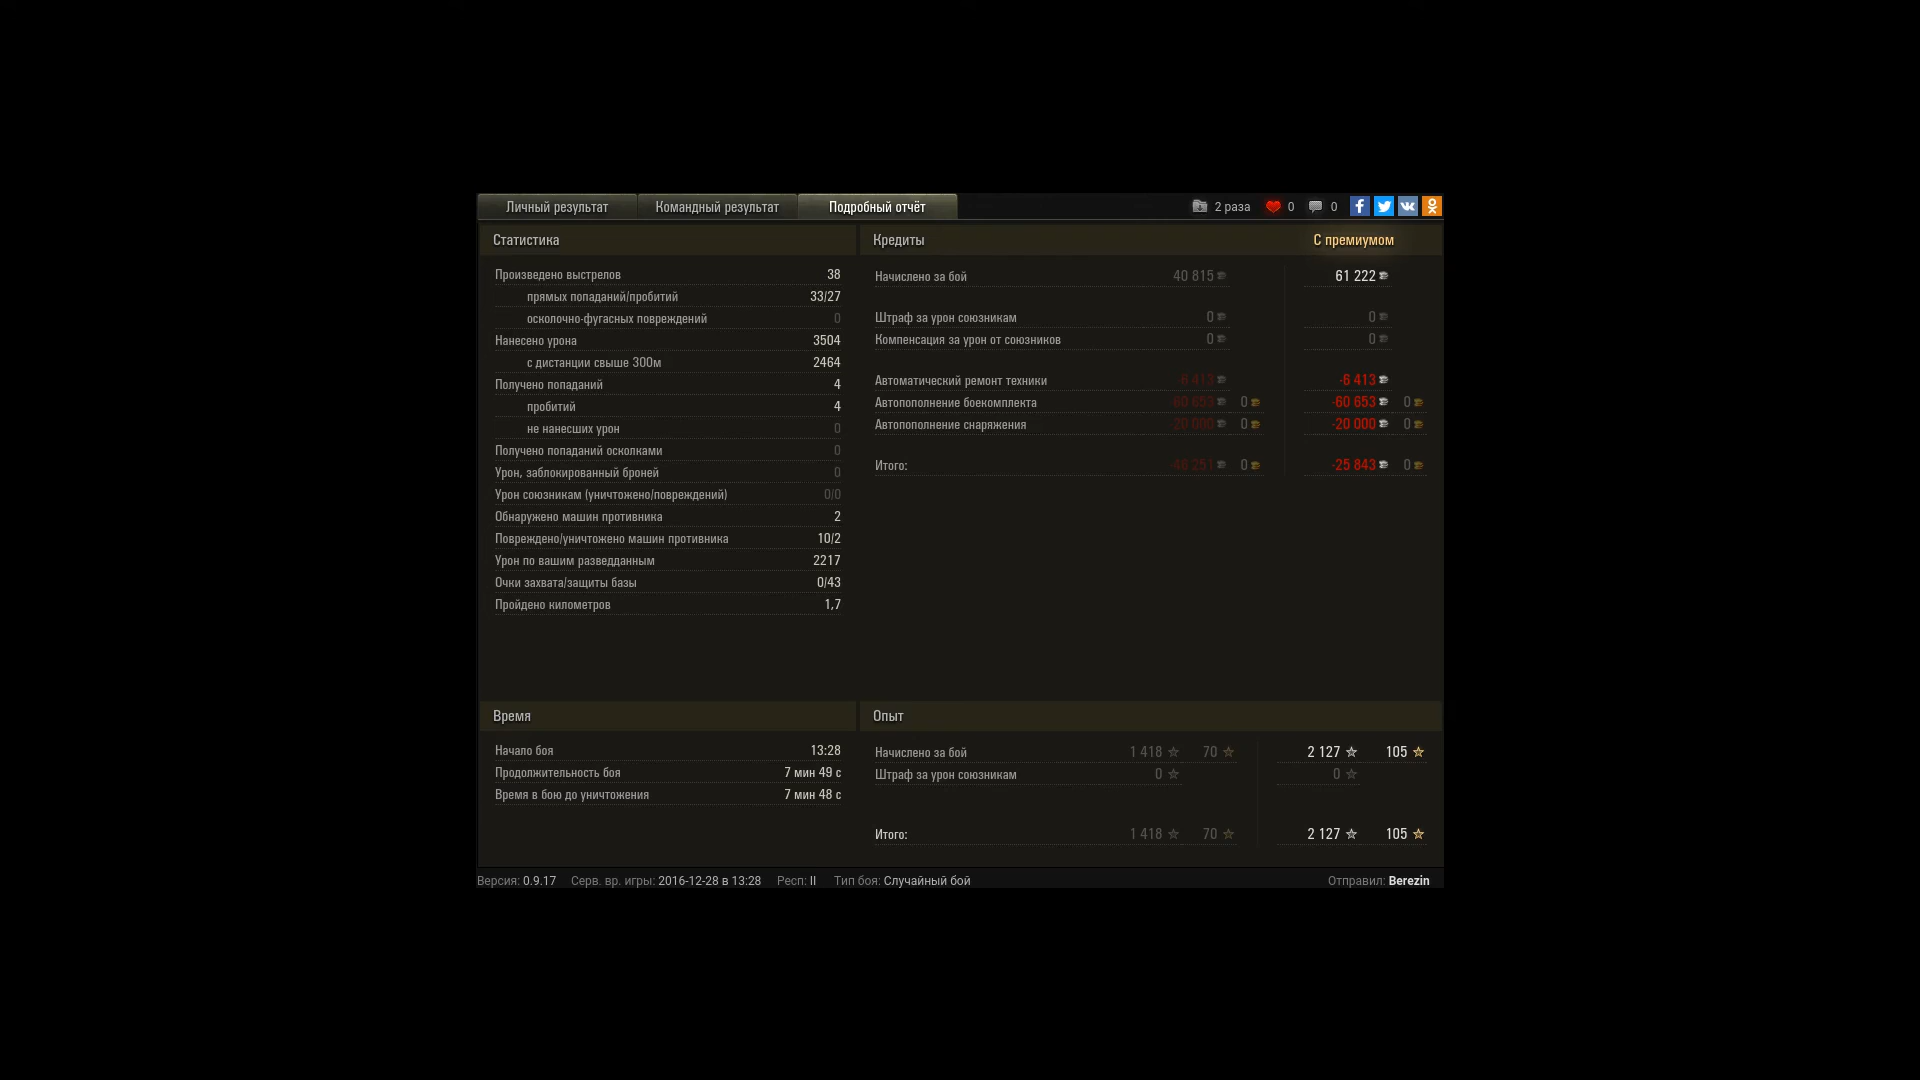 Личный результат Командный результат Подробный отчёт 2 раза 0 0
Статистика
Произведено выстрелов 38
прямых попаданий/пробитий 33/27
осколочно-фугасных повреждений 0
Нанесено урона 3504
с дистанции свыше 300м 2464
Получено попаданий 4
пробитий 4
не нанесших урон 0
Получено попаданий осколками 0
Урон, заблокированный броней 0
Урон союзникам (уничтожено/повреждений) 0/0
Обнаружено машин противника 2
Повреждено/уничтожено машин противника 10/2
Урон по вашим разведданным 2217
Очки захвата/защиты базы 0/43
Пройдено километров 1,7
Кредиты С премиумом
Начислено за бой 40 815 61 222
Штраф за урон союзникам 0 0
Компенсация за урон от союзников 0 0
Автоматический ремонт техники -6 413 -6 413
Автопополнение боекомплекта -60 653 0 -60 653 0
Автопополнение снаряжения -20 000 0 -20 000 0
Итого: -46 251 0 -25 843 0
Время
Начало боя 13:28
Продолжительность боя 7 мин 49 с
Время в бою до уничтожения 7 мин 48 с
Опыт
Начислено за бой 1 418 70 2 127 105
Штраф за урон союзникам 0 0
Итого: 1 418 70 2 127 105
Версия: 0.9.17 Серв. вр. игры: 2016-12-28 в 13:28 Респ: II Тип боя: Случайный бой Отправил: Berezin